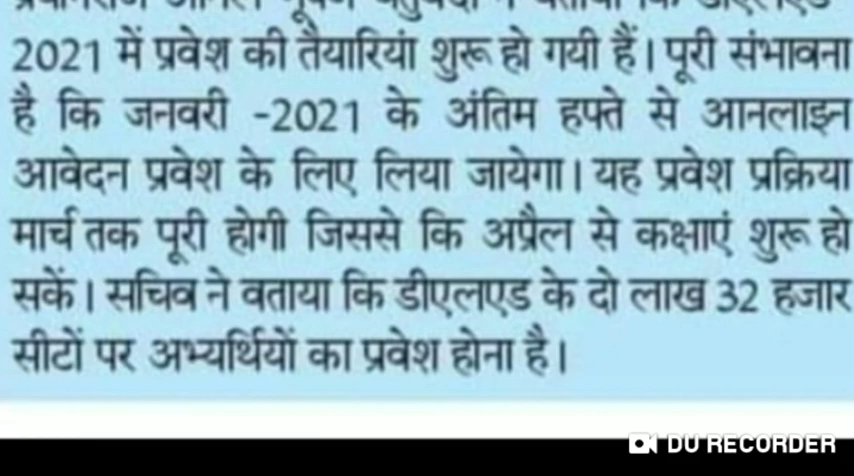 2021 में प्रवेश की तैयारियां शुरू हो गयी हैं। पूरी संभावना
है कि जनवरी -2021 के अंतिम हफ्ते से आनलाइन
आवेदन प्रवेश के लिए लिया जायेगा। यह प्रवेश प्रक्रिया
मार्च तक पूरी होगी जिससे कि अप्रैल से कक्षाएं शुरू हो
सकें। सचिव ने वताया कि डीएलएड के दो लाख 32 हजार
सीटों पर अभ्यर्थियों का प्रवेश होना है।
DU RECORDER